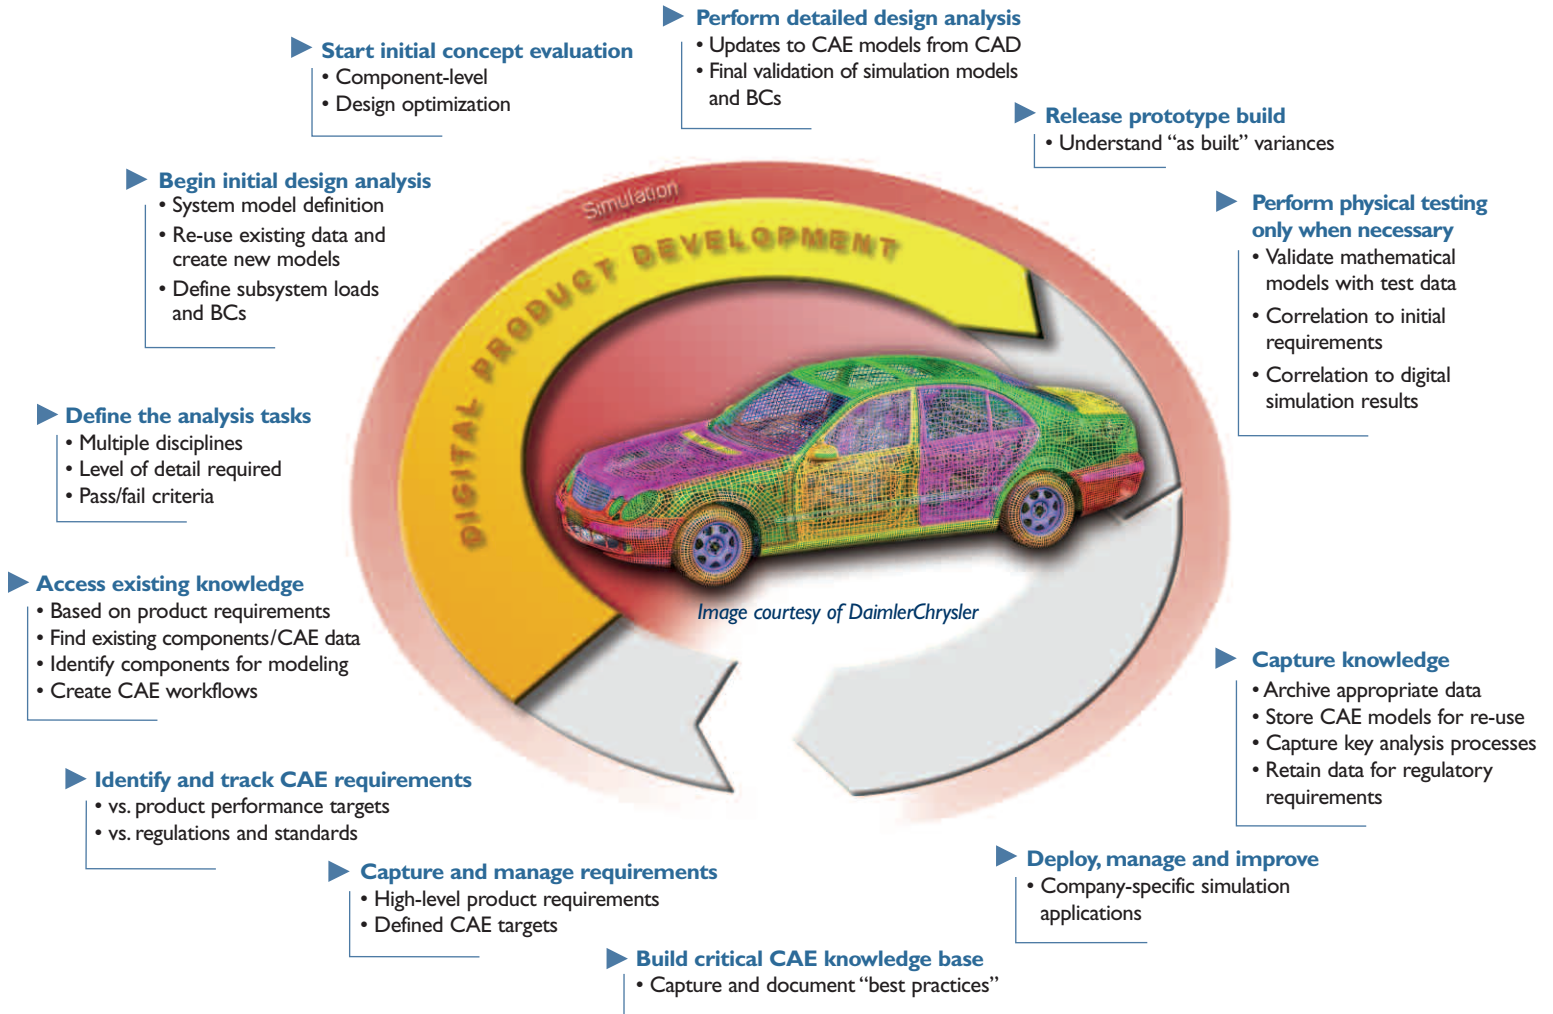 ▶ Perform detailed design analysis
• Updates to CAE models from CAD
• Final validation of simulation models
and BCs
▶ Start initial concept evaluation
• Component-level
• Design optimization
▶ Release prototype build
• Understand “as built” variances
▶ Begin initial design analysis
• System model definition
• Re-use existing data and
create new models
• Define subsystem loads
and BCs
▶ Perform physical testing
only when necessary
• Validate mathematical
models with test data
• Correlation to initial
requirements
• Correlation to digital
simulation results
Simulation
DIGITAL PRODUCT DEVELOPMENT
▶ Define the analysis tasks
• Multiple disciplines
• Level of detail required
• Pass/fail criteria
▶ Access existing knowledge
• Based on product requirements
• Find existing components/CAE data
• Identify components for modeling
• Create CAE workflows
Image courtesy of DaimlerChrysler
▶ Capture knowledge
• Archive appropriate data
• Store CAE models for re-use
• Capture key analysis processes
• Retain data for regulatory
requirements
▶ Identify and track CAE requirements
• vs. product performance targets
• vs. regulations and standards
▶ Capture and manage requirements
• High-level product requirements
• Defined CAE targets
▶ Deploy, manage and improve
• Company-specific simulation
applications
▶ Build critical CAE knowledge base
• Capture and document “best practices”